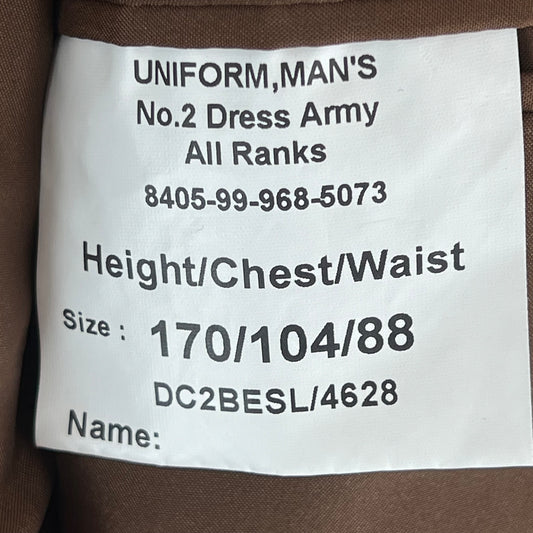 UNIFORM,MAN'S
No.2 Dress Army
All Ranks
8405-99-968-5073
Height/Chest/Waist
Size : 170/104/88
DC2BESL/4628
Name: